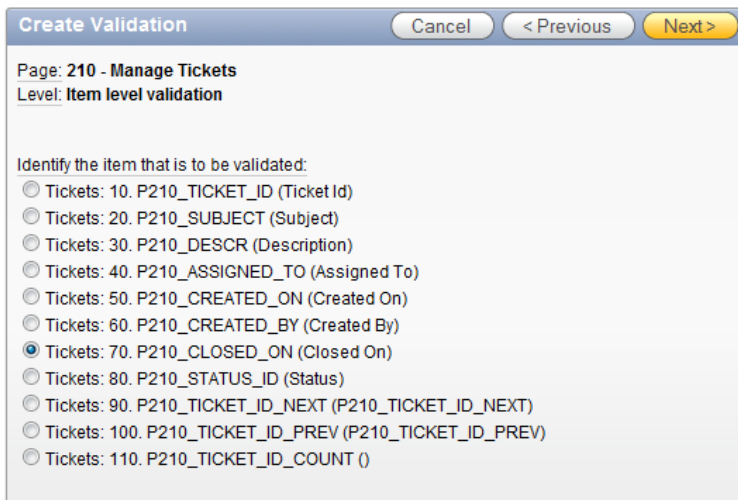 Create Validation Cancel < Previous Next >
Page: 210 - Manage Tickets
Level: Item level validation
Identify the item that is to be validated:
Tickets: 10. P210_TICKET_ID (Ticket Id)
Tickets: 20. P210_SUBJECT (Subject)
Tickets: 30. P210_DESCR (Description)
Tickets: 40. P210_ASSIGNED_TO (Assigned To)
Tickets: 50. P210_CREATED_ON (Created On)
Tickets: 60. P210_CREATED_BY (Created By)
Tickets: 70. P210_CLOSED_ON (Closed On)
Tickets: 80. P210_STATUS_ID (Status)
Tickets: 90. P210_TICKET_ID_NEXT (P210_TICKET_ID_NEXT)
Tickets: 100. P210_TICKET_ID_PREV (P210_TICKET_ID_PREV)
Tickets: 110. P210_TICKET_ID_COUNT ()